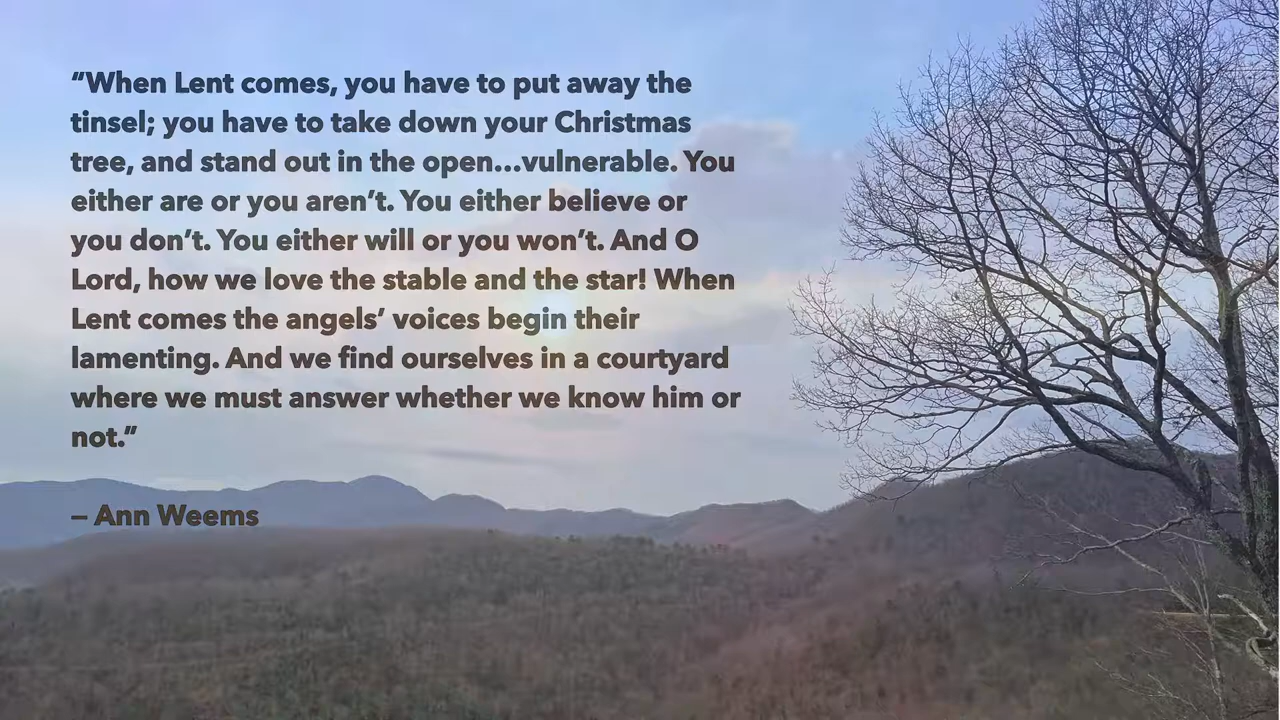 “When Lent comes, you have to put away the
tinsel; you have to take down your Christmas
tree, and stand out in the open...vulnerable. You
either are or you aren’t. You either believe or
you don’t. You either will or you won’t. And O
Lord, how we love the stable and the star! When
Lent comes the angels’ voices begin their
lamenting. And we find ourselves in a courtyard
where we must answer whether we know him or
not.”
– Ann Weems